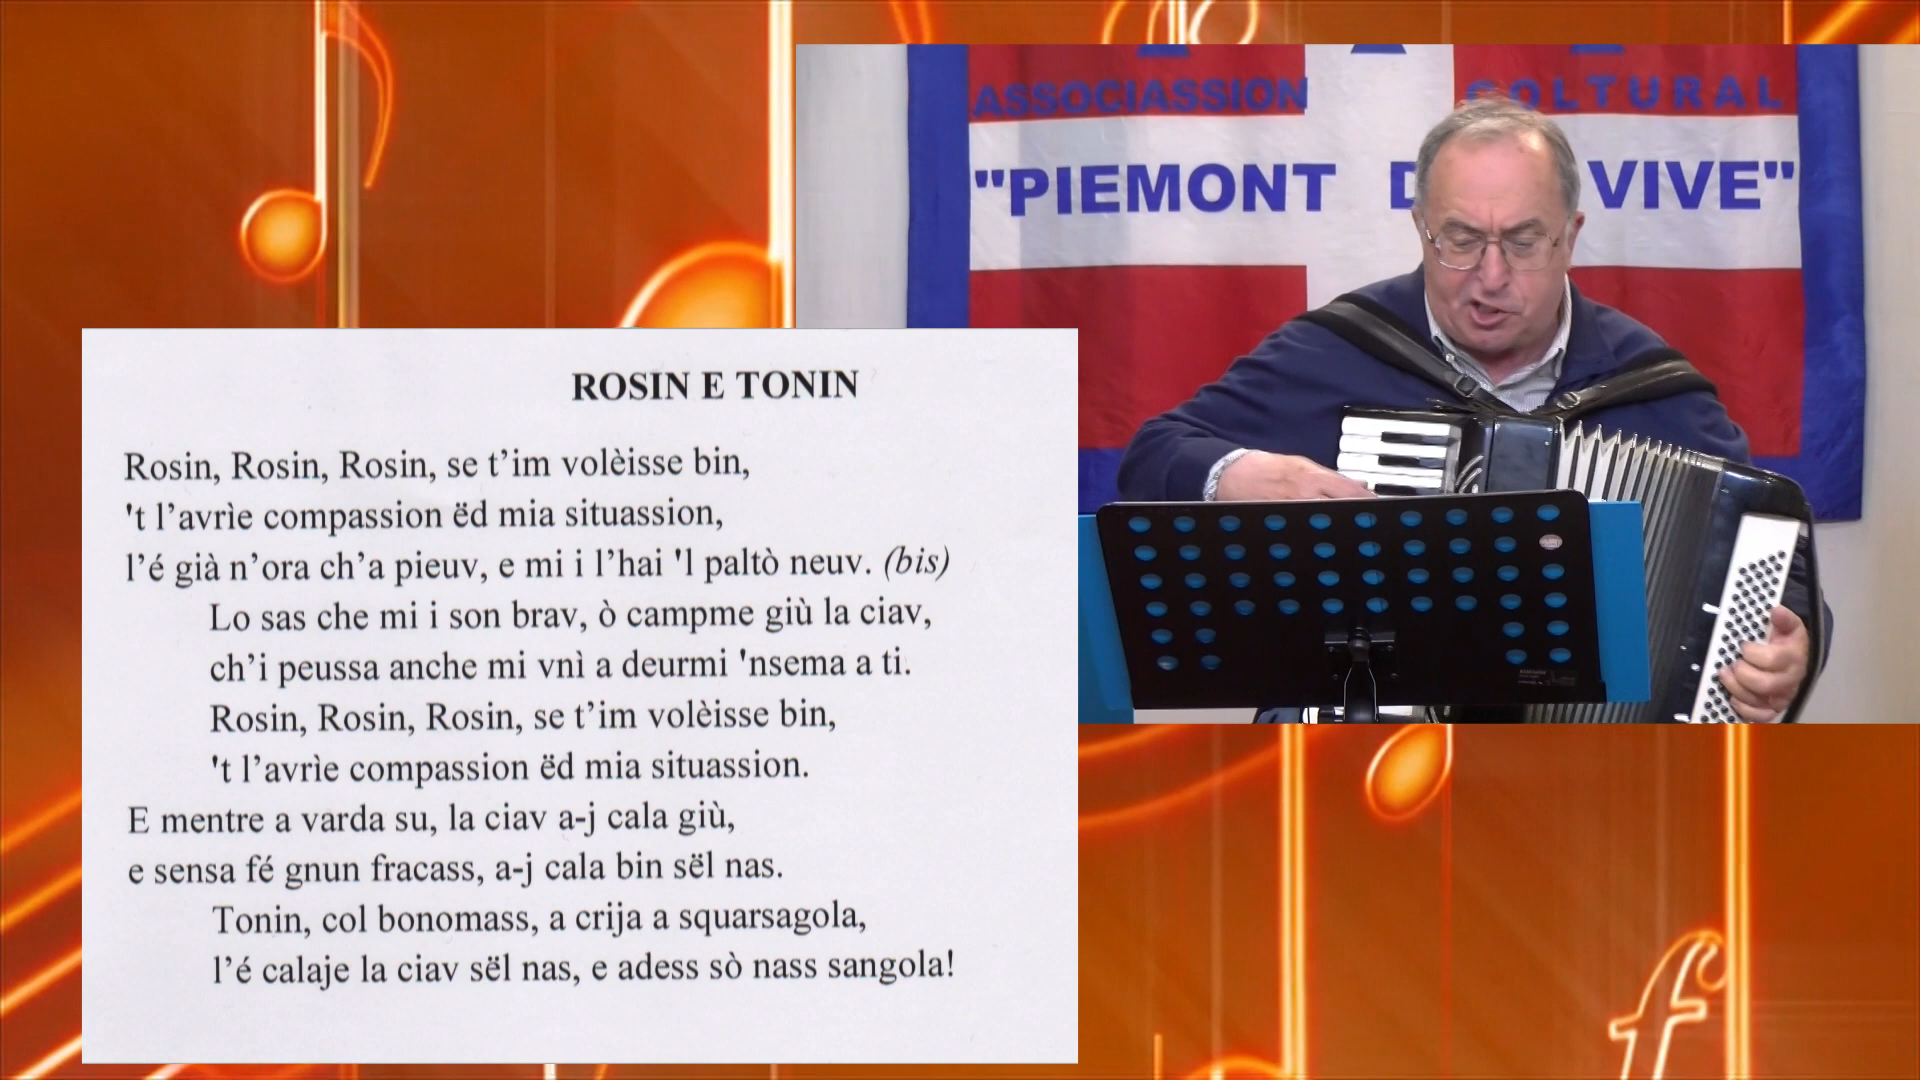 ASSOCIASSION COLTURAL
"PIEMONT D VIVE"
ROSIN E TONIN
Rosin, Rosin, Rosin, se t’im volèisse bin,
't l’avrìe compassion ëd mia situassion,
l’é già n’ora ch’a pieuv, e mi i l’hai 'l paltò neuv. (bis)
Lo sas che mi i son brav, ò campme giù la ciav,
ch’i peussa anche mi vnì a deurmi 'nsema a ti.
Rosin, Rosin, Rosin, se t’im volèisse bin,
't l’avrìe compassion ëd mia situassion.
E mentre a varda su, la ciav a-j cala giù,
e sensa fé gnun fracass, a-j cala bin sël nas.
Tonin, col bonomass, a crija a squarsagola,
l’é calaje la ciav sël nas, e adess sò nass sangola!